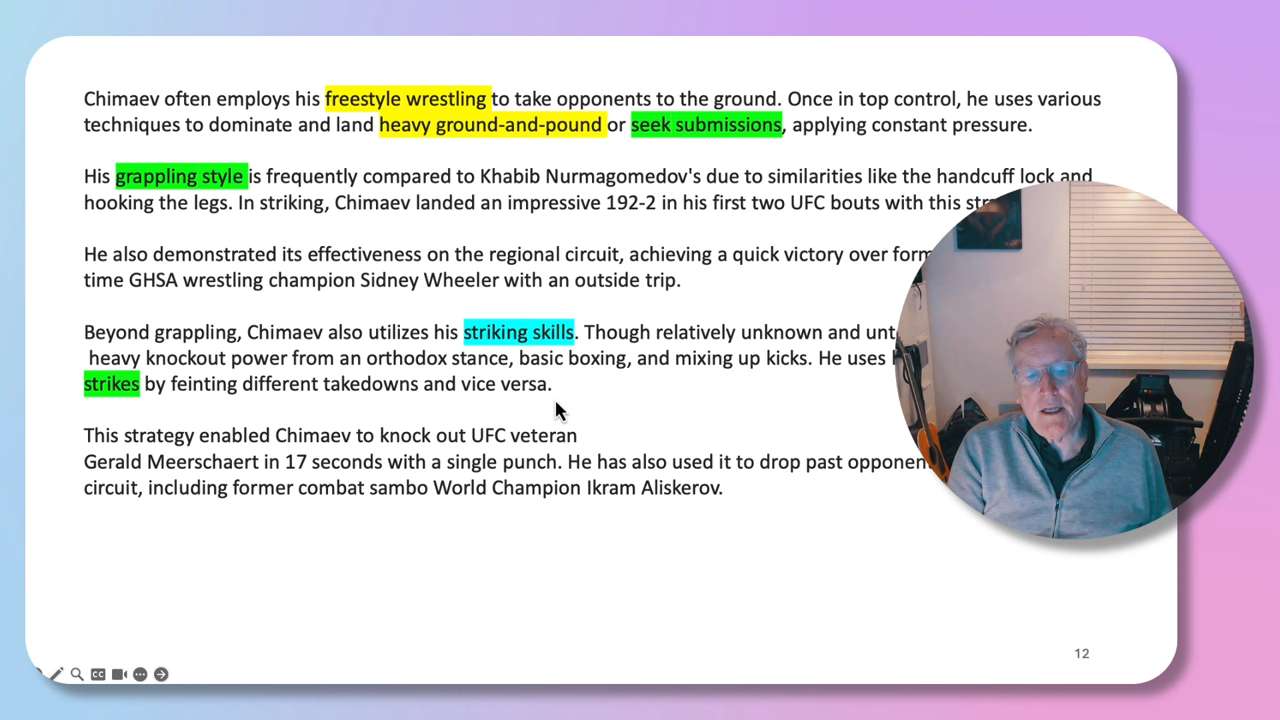 Chimaev often employs his freestyle wrestling to take opponents to the ground. Once in top control, he uses various
techniques to dominate and land heavy ground-and-pound or seek submissions, applying constant pressure.
His grappling style is frequently compared to Khabib Nurmagomedov's due to similarities like the handcuff lock and
hooking the legs. In striking, Chimaev landed an impressive 192-2 in his first two UFC bouts with this
He also demonstrated its effectiveness on the regional circuit, achieving a quick victory over
time GHSA wrestling champion Sidney Wheeler with an outside trip.
Beyond grappling, Chimaev also utilizes his striking skills. Though relatively unknown and
heavy knockout power from an orthodox stance, basic boxing, and mixing up kicks. He uses
strikes by feinting different takedowns and vice versa.
This strategy enabled Chimaev to knock out UFC veteran
Gerald Meerschaert in 17 seconds with a single punch. He has also used it to drop past
circuit, including former combat sambo World Champion Ikram Aliskerov.
12
CC